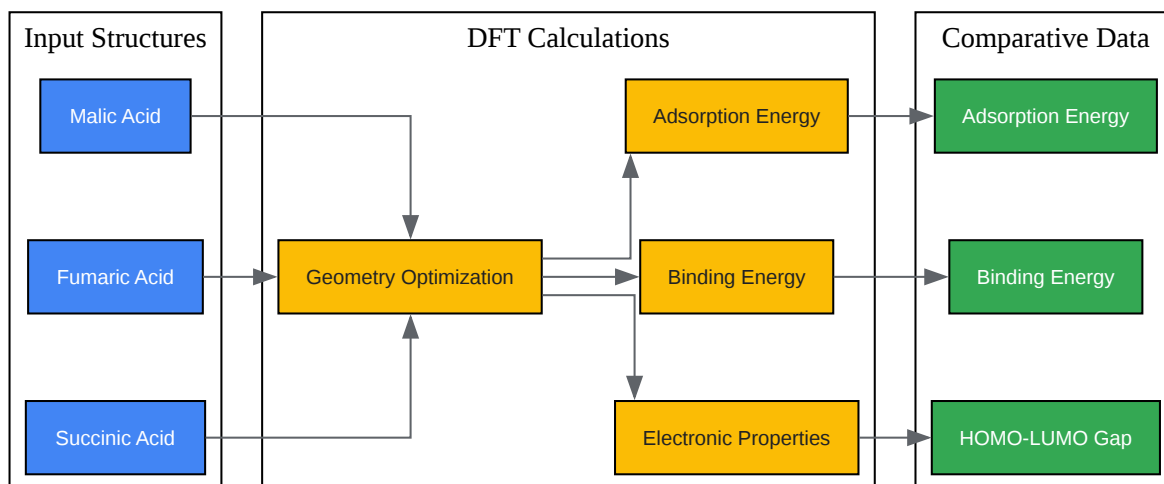 Input Structures
Malic Acid
Fumaric Acid
Succinic Acid
DFT Calculations
Geometry Optimization
Adsorption Energy
Binding Energy
Electronic Properties
Comparative Data
Adsorption Energy
Binding Energy
HOMO-LUMO Gap